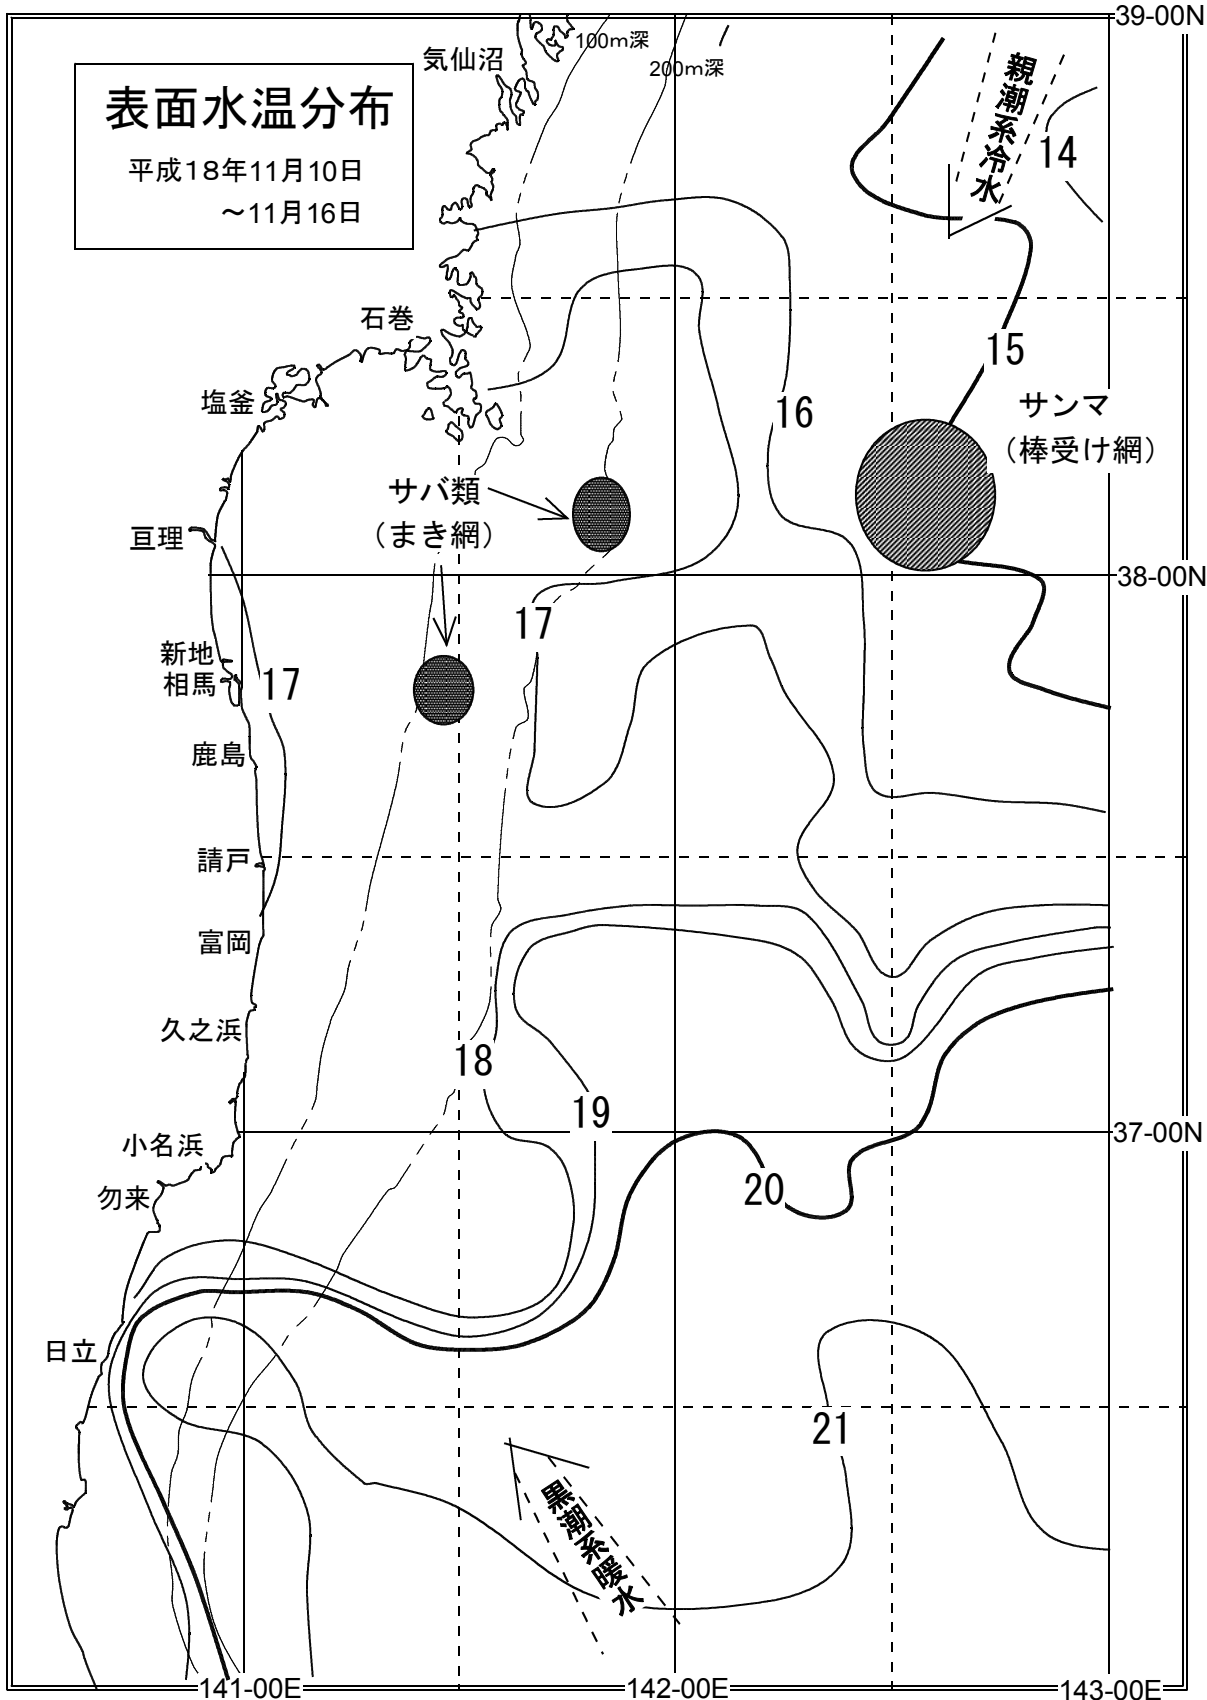 39-00N
100m深
気仙沼
200m深
親潮系冷水
表面水温分布
平成18年11月10日
～11月16日
14
石巻
15
塩釜
16
サンマ
（棒受け網）
サバ類
（まき網）
亘理
38-00N
17
新地
相馬
17
鹿島
請戸
富岡
久之浜
18
19
37-00N
小名浜
勿来
20
日立
21
黒潮系暖水
141-00E
142-00E
143-00E